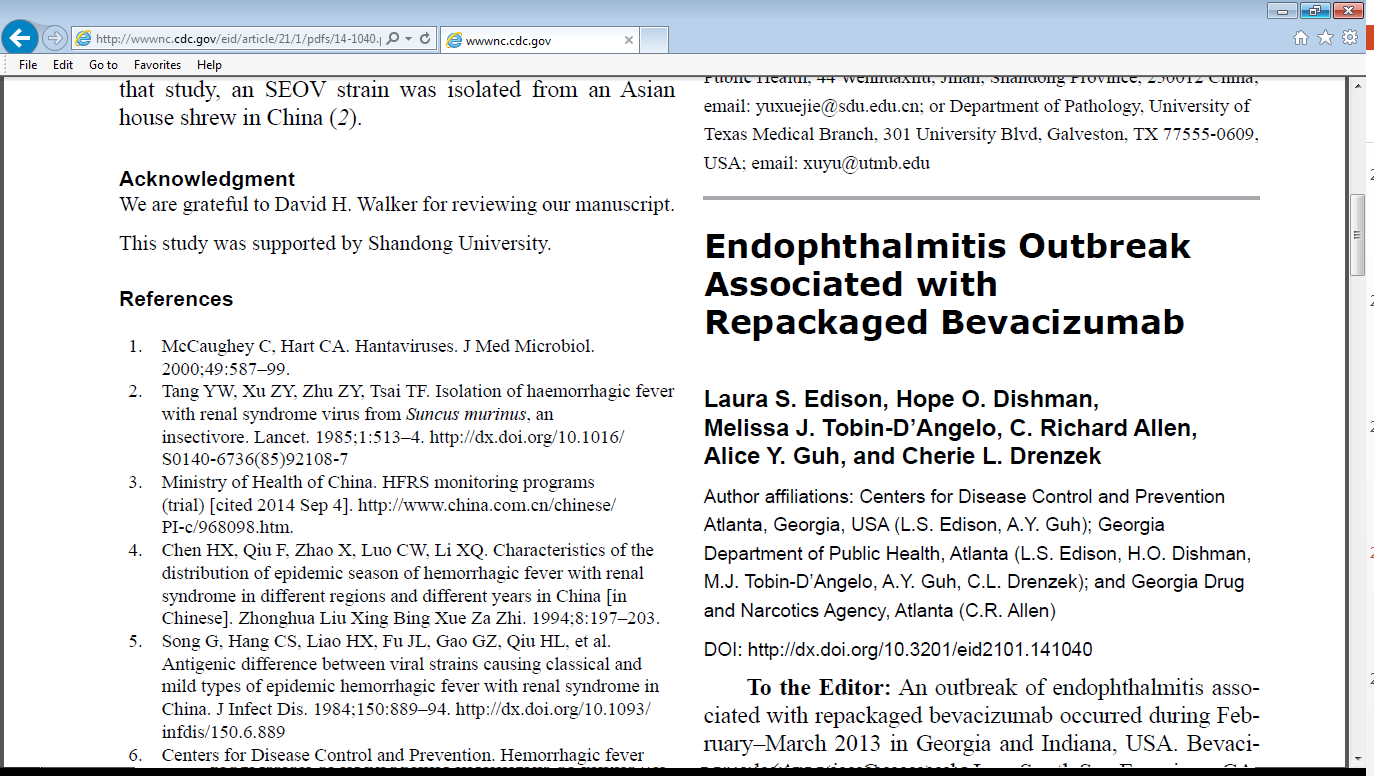 http://wwwnc.cdc.gov/eid/article/21/1/pdfs/14-1040.p
wwwnc.cdc.gov
File Edit Go to Favorites Help
that study, an SEOV strain was isolated from an Asian
house shrew in China (2).
Acknowledgment
We are grateful to David H. Walker for reviewing our manuscript.
This study was supported by Shandong University.
References
1. McCaughey C, Hart CA. Hantaviruses. J Med Microbiol.
2000;49:587–99.
2. Tang YW, Xu ZY, Zhu ZY, Tsai TF. Isolation of haemorrhagic fever
with renal syndrome virus from Suncus murinus, an
insectivore. Lancet. 1985;1:513–4. http://dx.doi.org/10.1016/
S0140-6736(85)92108-7
3. Ministry of Health of China. HFRS monitoring programs
(trial) [cited 2014 Sep 4]. http://www.china.com.cn/chinese/
PI-c/968098.htm.
4. Chen HX, Qiu F, Zhao X, Luo CW, Li XQ. Characteristics of the
distribution of epidemic season of hemorrhagic fever with renal
syndrome in different regions and different years in China [in
Chinese]. Zhonghua Liu Xing Bing Xue Za Zhi. 1994;8:197–203.
5. Song G, Hang CS, Liao HX, Fu JL, Gao GZ, Qiu HL, et al.
Antigenic difference between viral strains causing classical and
mild types of epidemic hemorrhagic fever with renal syndrome in
China. J Infect Dis. 1984;150:889–94. http://dx.doi.org/10.1093/
infdis/150.6.889
6. Centers for Disease Control and Prevention. Hemorrhagic fever
Public Health, 44 Wenhuaxilu, Jinan, Shandong Province, 250012 China;
email: yuxuejie@sdu.edu.cn; or Department of Pathology, University of
Texas Medical Branch, 301 University Blvd, Galveston, TX 77555-0609,
USA; email: xuyu@utmb.edu
Endophthalmitis Outbreak
Associated with
Repackaged Bevacizumab
Laura S. Edison, Hope O. Dishman,
Melissa J. Tobin-D’Angelo, C. Richard Allen,
Alice Y. Guh, and Cherie L. Drenzek
Author affiliations: Centers for Disease Control and Prevention
Atlanta, Georgia, USA (L.S. Edison, A.Y. Guh); Georgia
Department of Public Health, Atlanta (L.S. Edison, H.O. Dishman,
M.J. Tobin-D’Angelo, A.Y. Guh, C.L. Drenzek); and Georgia Drug
and Narcotics Agency, Atlanta (C.R. Allen)
DOI: http://dx.doi.org/10.3201/eid2101.141040
To the Editor: An outbreak of endophthalmitis asso-
ciated with repackaged bevacizumab occurred during Feb-
ruary–March 2013 in Georgia and Indiana, USA. Bevaci-